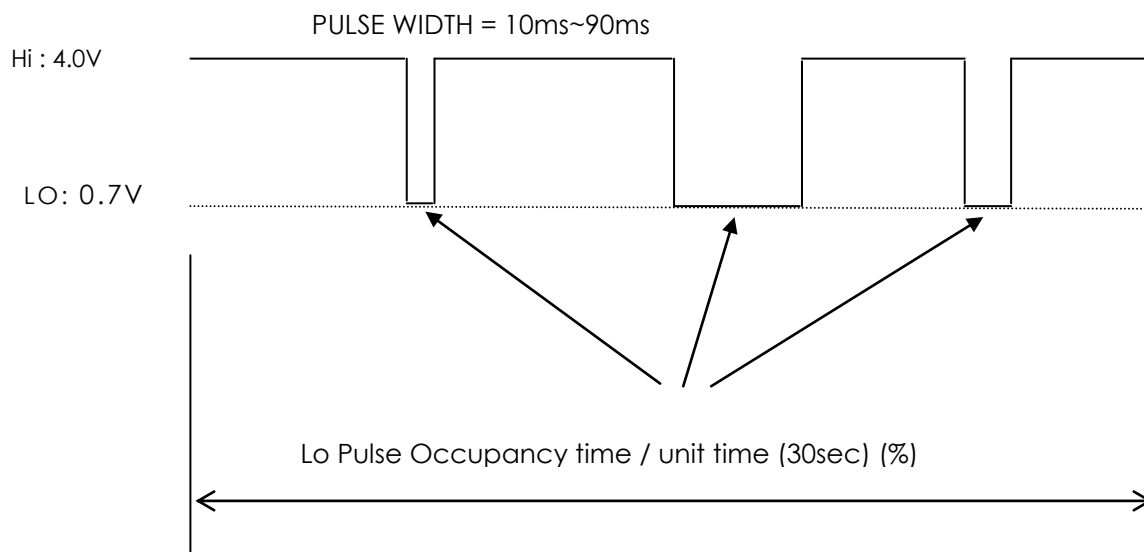 PULSE WIDTH = 10ms~90ms
Hi : 4.0V
LO: 0.7V
Lo Pulse Occupancy time / unit time (30sec) (%)